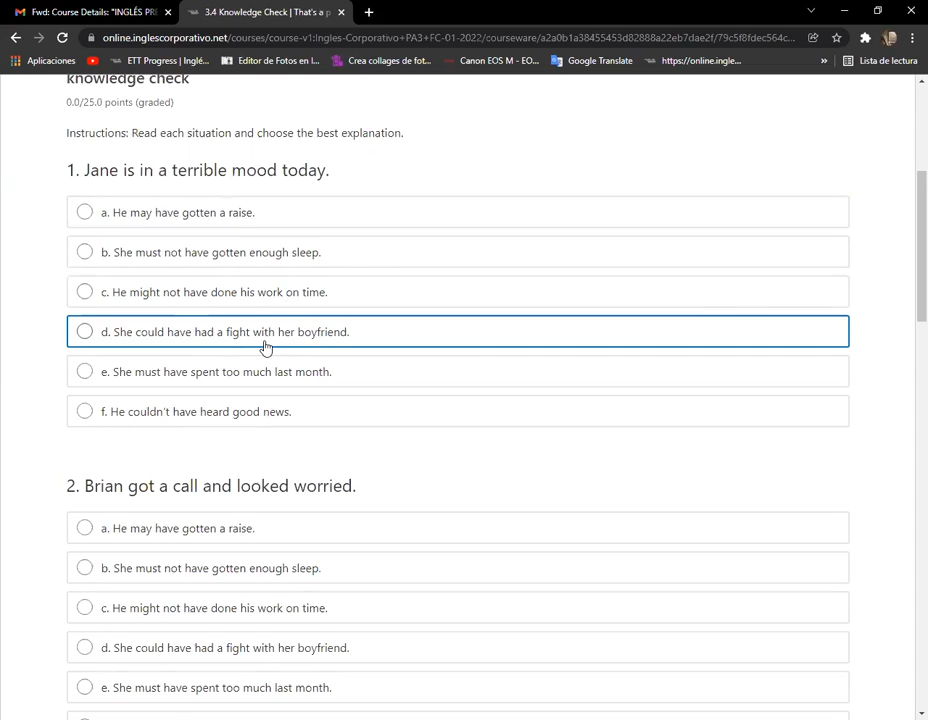 Fwd: Course Details: "INGLÉS PRE
3.4 Knowledge Check | That's a p
online.inglescorporativo.net/courses/course-v1:Ingles-Corporativo+PA3+FC-01-2022/courseware/a2a0b1a38455453d82888a22eb7dae2f/79c5f8fdec564c...
Aplicaciones
ETT Progress | Inglé...
Editor de Fotos en l...
Crea collages de fot...
Canon EOS M - EO...
Google Translate
https://online.ingle...
»
Lista de lectura
knowledge check
0.0/25.0 points (graded)
Instructions: Read each situation and choose the best explanation.
1. Jane is in a terrible mood today.
a. He may have gotten a raise.
b. She must not have gotten enough sleep.
c. He might not have done his work on time.
d. She could have had a fight with her boyfriend.
e. She must have spent too much last month.
f. He couldn't have heard good news.
2. Brian got a call and looked worried.
a. He may have gotten a raise.
b. She must not have gotten enough sleep.
c. He might not have done his work on time.
d. She could have had a fight with her boyfriend.
e. She must have spent too much last month.